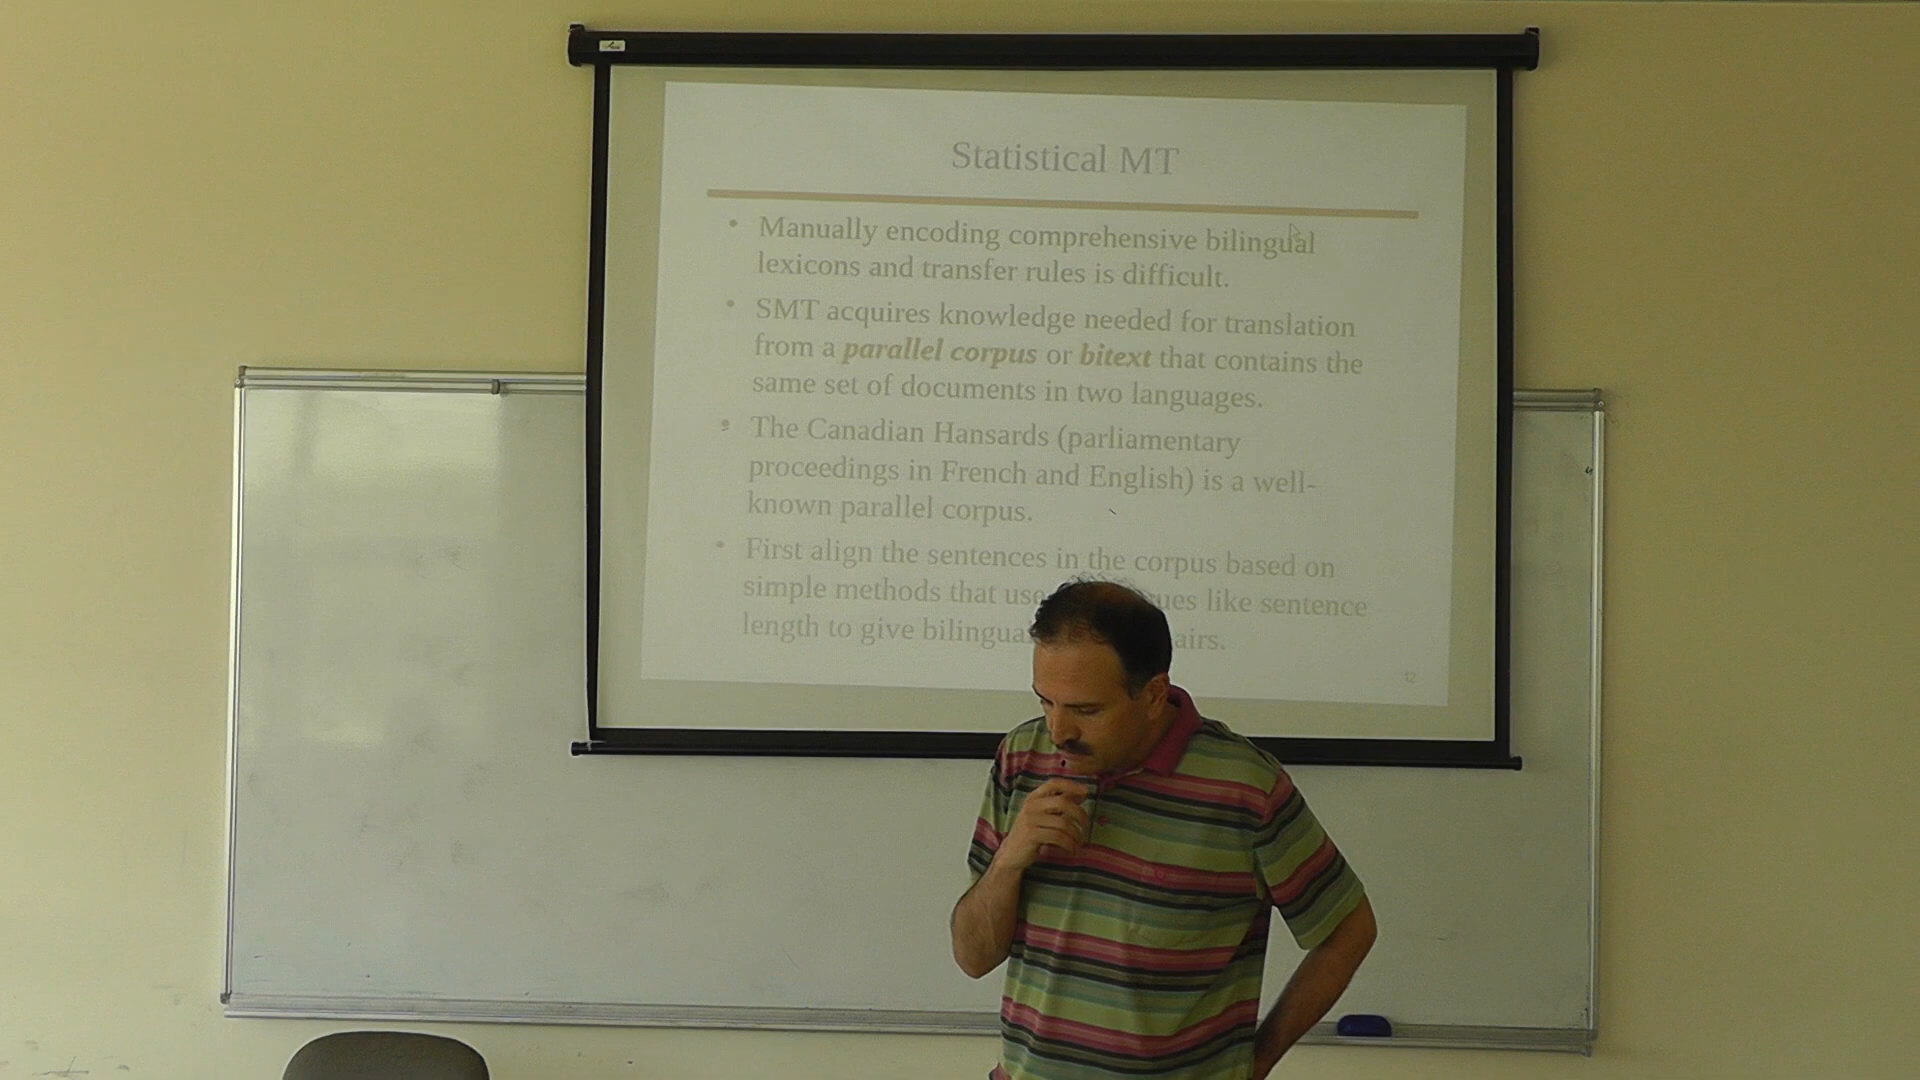 Statistical MT
• Manually encoding comprehensive bilingual
lexicons and transfer rules is difficult.
• SMT acquires knowledge needed for translation
from a parallel corpus or bitext that contains the
same set of documents in two languages.
• The Canadian Hansards (parliamentary
proceedings in French and English) is a well-
known parallel corpus.
• First align the sentences in the corpus based on
simple methods that use ues like sentence
length to give bilingual airs.
12